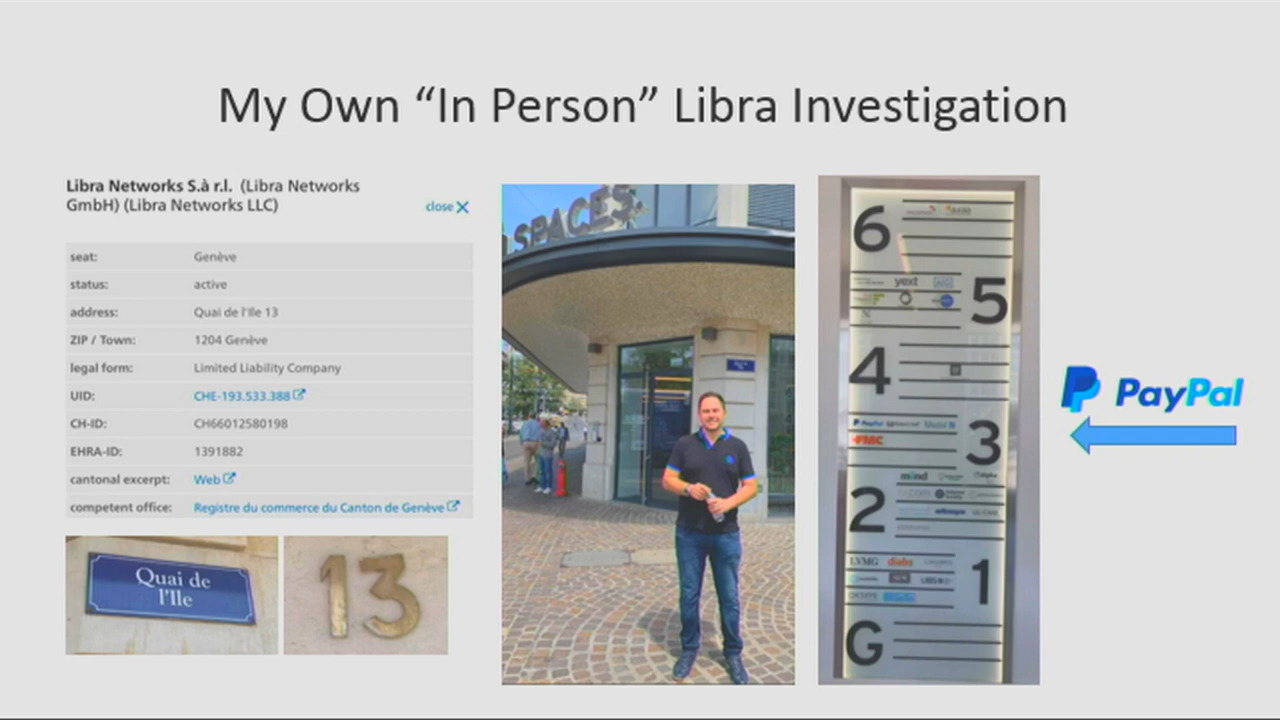 My Own “In Person” Libra Investigation
Libra Networks S.à r.l. (Libra Networks
GmbH) (Libra Networks LLC)
close
seat: Genève
status: active
address: Quai de l'Ile 13
ZIP / Town: 1204 Genève
legal form: Limited Liability Company
UID: CHE-193.533.388
CH-ID: CH66012580198
EHRA-ID: 1391882
cantonal excerpt: Web
competent office: Registre du commerce du Canton de Genève
Quai de
l'Ile
13
SPACES.
6
yext
5
4
PayPal
FMC
3
mind
2
LVMG
1
UBS
G
PayPal